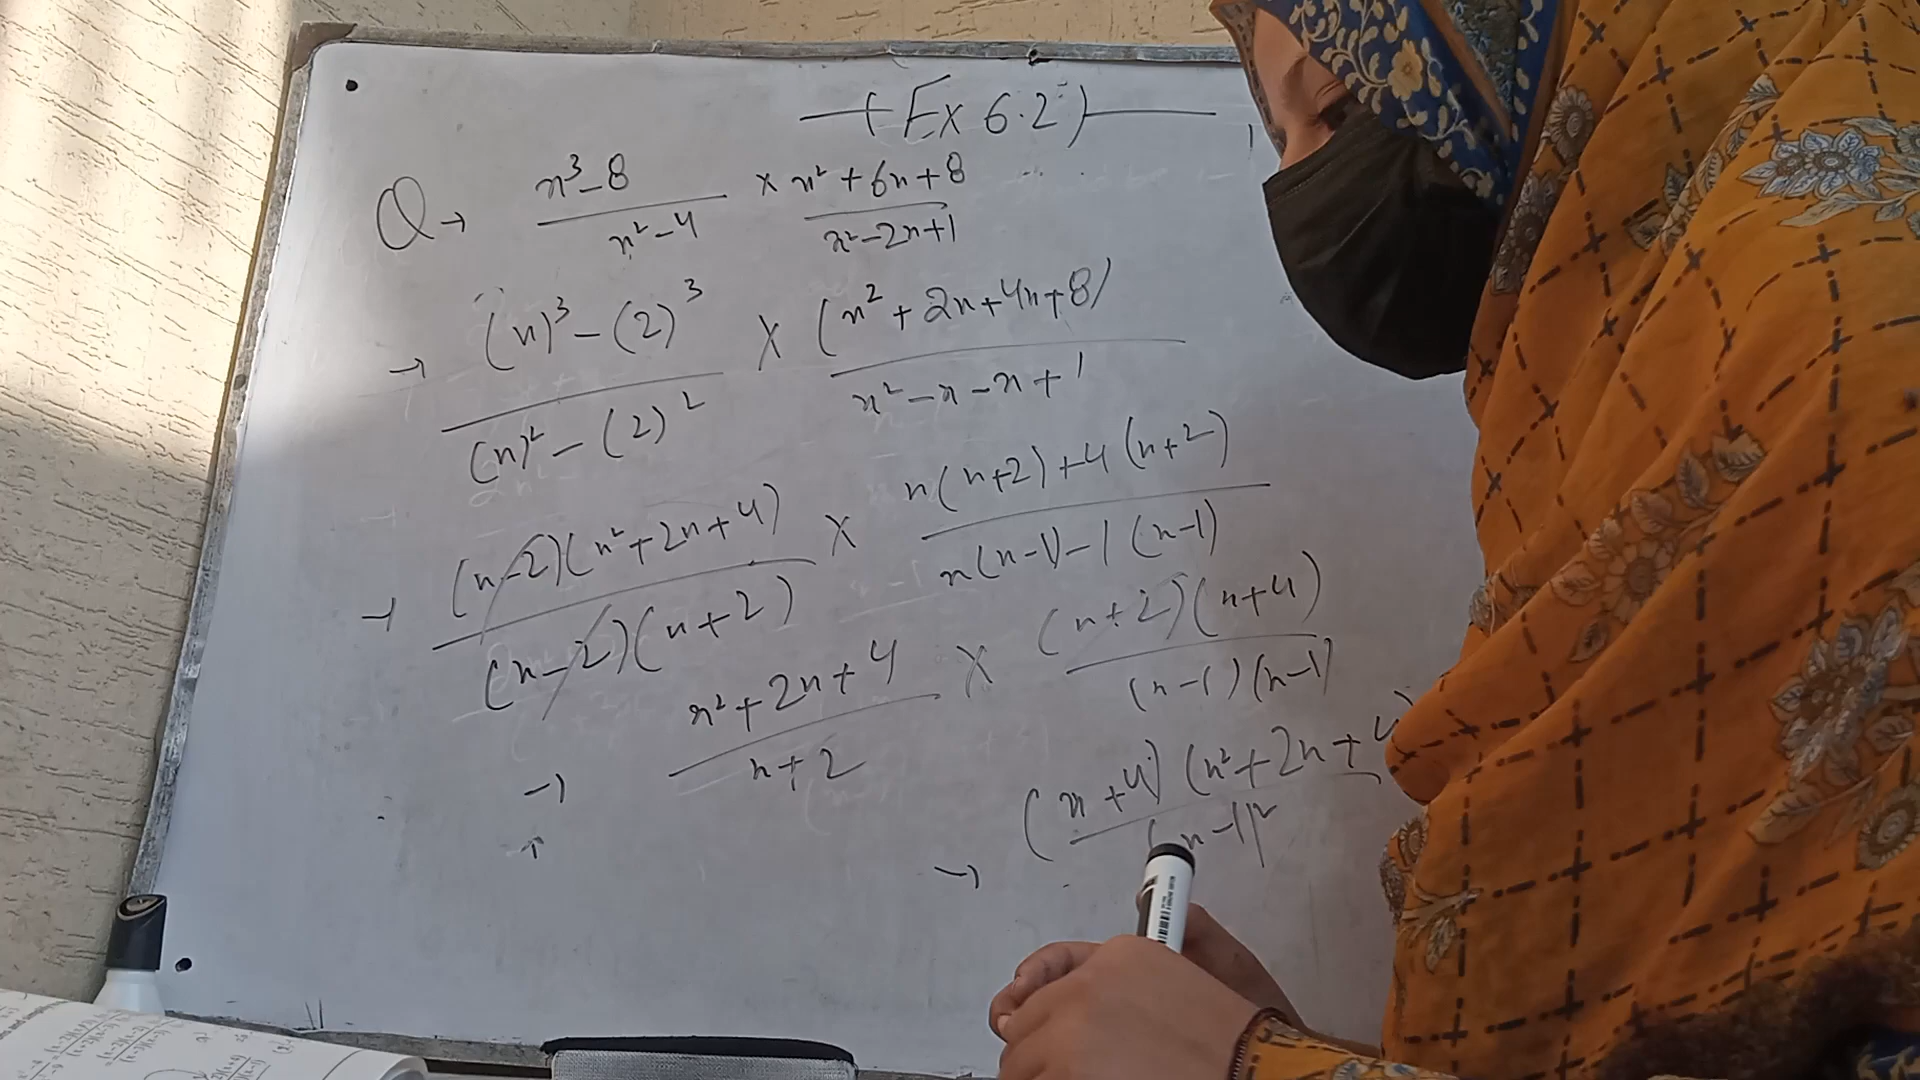 (Ex 6.2)
Q→ x³-8 / x²-4 × x²+6x+8 / x²-2x+1
→ (x)³-(2)³ / (x)²-(2)² × (x²+2x+4x+8) / x²-x-x+1
→ (x-2)(x²+2x+4) / (x-2)(x+2) × x(x+2)+4(x+2) / x(x-1)-1(x-1)
→ x²+2x+4 / x+2 × (x+2)(x+4) / (x-1)(x-1)
→ (x+4)(x²+2x+4) / (x-1)²